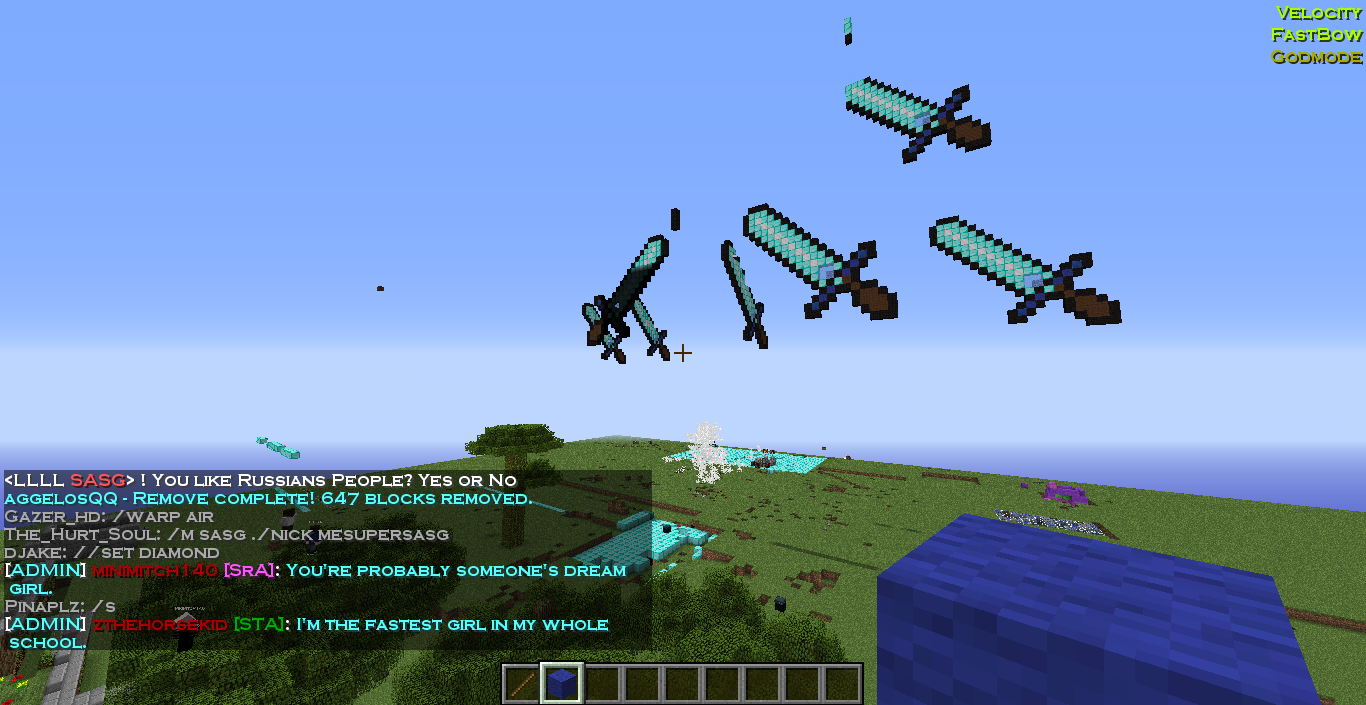 Velocity
FastBow
Godmode
<LLLL SASG> ! You like Russians People? Yes or No
aggelosQQ - Remove complete! 647 blocks removed.
Gazer_hd: /warp air
The_Hurt_Soul: /m sasg ./nick mesupersasg
djake: //set diamond
[Admin] minimitch140 [SrA]: You're probably someone's dream
girl.
Pinaplz: /s
[Admin] zthehorsekid [STA]: I'm the fastest girl in my whole
school.